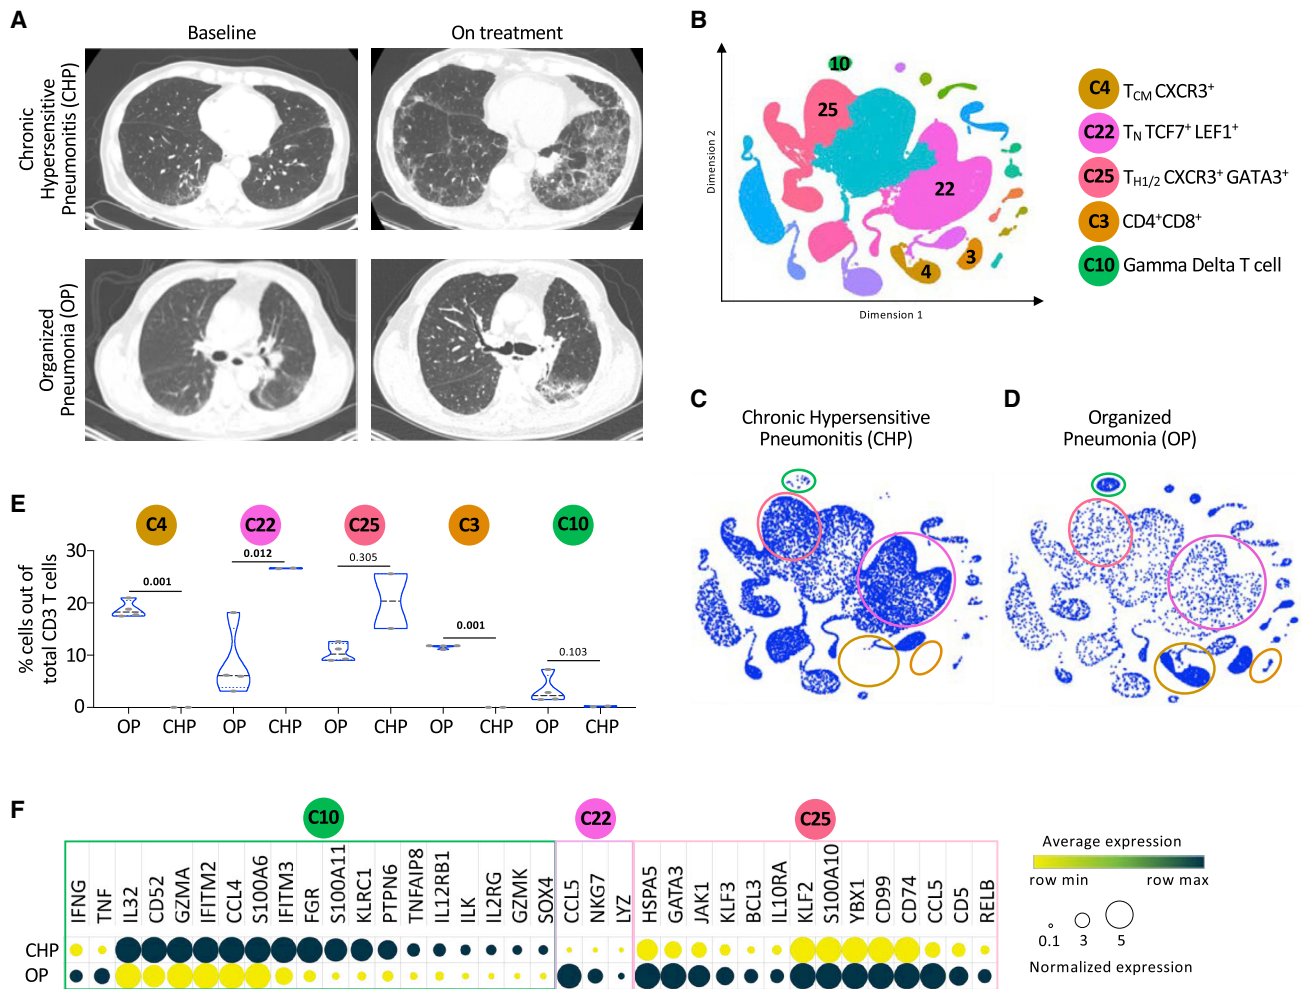 A
Baseline
On treatment
Chronic
Hypersensitive
Pneumonitis (CHP)
Organized
Pneumonia (OP)
B
10
25
22
4
3
Dimension 2
Dimension 1
C4 TCM CXCR3+
C22 TN TCF7+ LEF1+
C25 TH1/2 CXCR3+ GATA3+
C3 CD4+CD8+
C10 Gamma Delta T cell
C
Chronic Hypersensitive
Pneumonitis (CHP)
D
Organized
Pneumonia (OP)
E
C4 C22 C25 C3 C10
% cells out of
total CD3 T cells
30
20
10
0
0.001
0.012
0.305
0.001
0.103
OP CHP OP CHP OP CHP OP CHP OP CHP
F
C10 C22 C25
IFNG TNF IL32 CD52 GZMA IFITM2 CCL4 S100A6 IFITM3 FGR S100A11 KLRC1 PTPN6 TNFAIP8 IL12RB1 ILK IL2RG GZMK SOX4 CCL5 NKG7 LYZ HSPA5 GATA3 JAK1 KLF3 BCL3 IL10RA KLF2 S100A10 YBX1 CD99 CD74 CCL5 CD5 RELB
CHP
OP
Average expression
row min row max
0.1 3 5
Normalized expression